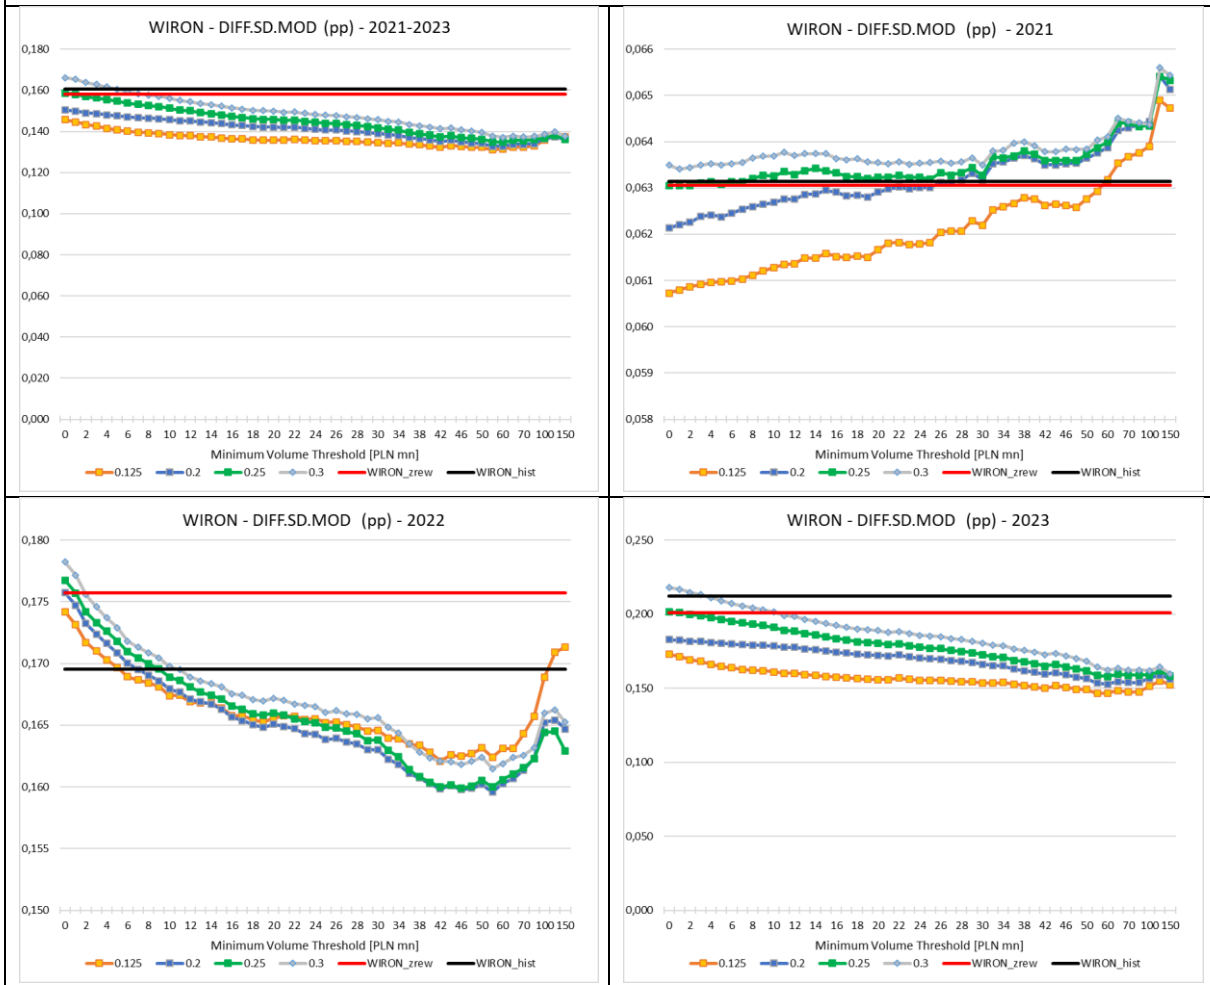 WIRON - DIFF.SD.MOD (pp) - 2021-2023
0,180
0,160
0,140
0,120
0,100
0,080
0,060
0,040
0,020
0,000
0 2 4 6 8 10 12 14 16 18 20 22 24 26 28 30 34 38 42 46 50 60 70 100 150
Minimum Volume Threshold [PLN mn]
0.125 0.2 0.25 0.3 WIRON_zrew WIRON_hist
WIRON - DIFF.SD.MOD (pp) - 2021
0,066
0,065
0,064
0,063
0,062
0,061
0,060
0,059
0,058
0 2 4 6 8 10 12 14 16 18 20 22 24 26 28 30 34 38 42 46 50 60 70 100 150
Minimum Volume Threshold [PLN mn]
0.125 0.2 0.25 0.3 WIRON_zrew WIRON_hist
WIRON - DIFF.SD.MOD (pp) - 2022
0,180
0,175
0,170
0,165
0,160
0,155
0,150
0 2 4 6 8 10 12 14 16 18 20 22 24 26 28 30 34 38 42 46 50 60 70 100 150
Minimum Volume Threshold [PLN mn]
0.125 0.2 0.25 0.3 WIRON_zrew WIRON_hist
WIRON - DIFF.SD.MOD (pp) - 2023
0,250
0,200
0,150
0,100
0,050
0,000
0 2 4 6 8 10 12 14 16 18 20 22 24 26 28 30 34 38 42 46 50 60 70 100 150
Minimum Volume Threshold [PLN mn]
0.125 0.2 0.25 0.3 WIRON_zrew WIRON_hist